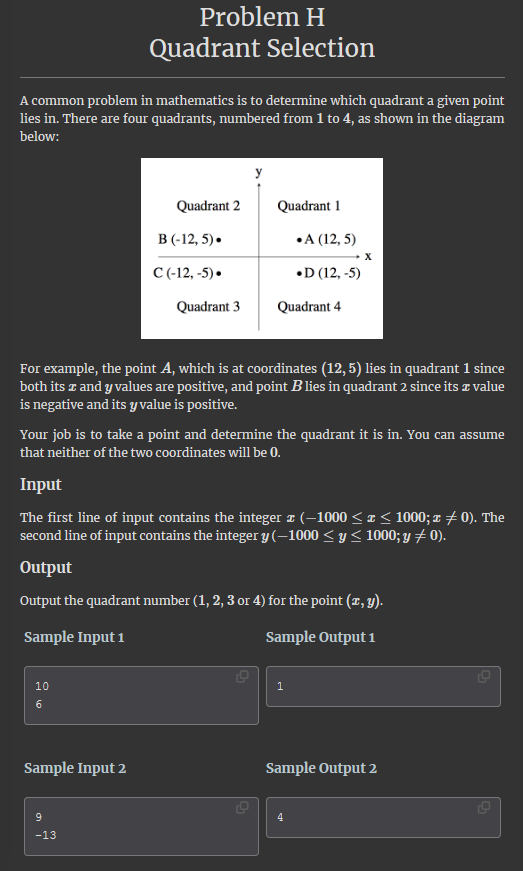 Problem H
Quadrant Selection
A common problem in mathematics is to determine which quadrant a given point
lies in. There are four quadrants, numbered from 1 to 4, as shown in the diagram
below:
y
Quadrant 2 Quadrant 1
B (-12, 5) • • A (12, 5)
x
C (-12, -5) • • D (12, -5)
Quadrant 3 Quadrant 4
For example, the point A, which is at coordinates (12, 5) lies in quadrant 1 since
both its x and y values are positive, and point B lies in quadrant 2 since its x value
is negative and its y value is positive.
Your job is to take a point and determine the quadrant it is in. You can assume
that neither of the two coordinates will be 0.
Input
The first line of input contains the integer x (−1000 ≤ x ≤ 1000; x ≠ 0). The
second line of input contains the integer y (−1000 ≤ y ≤ 1000; y ≠ 0).
Output
Output the quadrant number (1, 2, 3 or 4) for the point (x, y).
Sample Input 1 Sample Output 1
10 1
6
Sample Input 2 Sample Output 2
9 4
-13